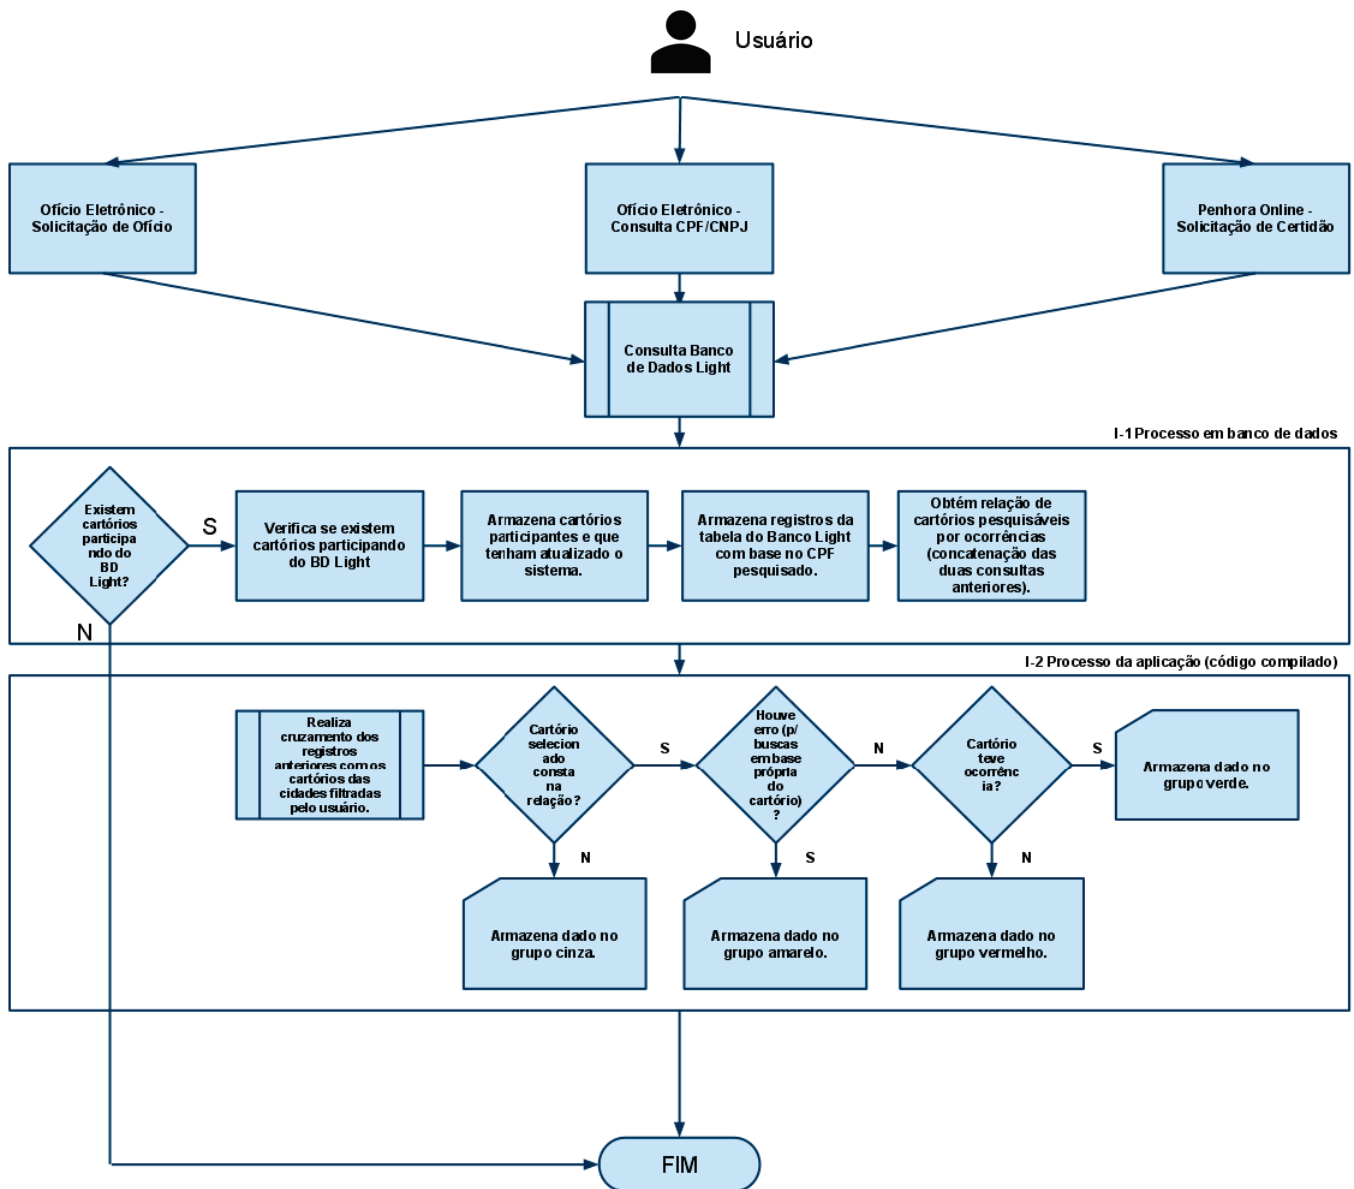 Usuário
Ofício Eletrônico -
Solicitação de Ofício
Ofício Eletrônico -
Consulta CPF/CNPJ
Penhora Online -
Solicitação de Certidão
Consulta Banco
de Dados Light
I-1 Processo em banco de dados
Existem
cartórios
participa
ndo do
BD
Light?
S
N
Verifica se existem
cartórios participando
do BD Light
Armazena cartórios
participantes e que
tenham atualizado o
sistema.
Armazena registros da
tabela do Banco Light
com base no CPF
pesquisado.
Obtém relação de
cartórios pesquisáveis
por ocorrências
(concatenação das
duas consultas
anteriores).
I-2 Processo da aplicação (código compilado)
Realiza
cruzamento dos
registros
anteriores com os
cartórios das
cidades filtradas
pelo usuário.
Cartório
selecion
ado
consta
na
relação?
S
N
Houve
erro (p/
buscas
em base
própria
do
cartório)
?
N
S
Cartório
teve
ocorrênc
ia?
S
N
Armazena dado no
grupo verde.
Armazena dado no
grupo cinza.
Armazena dado no
grupo amarelo.
Armazena dado no
grupo vermelho.
FIM